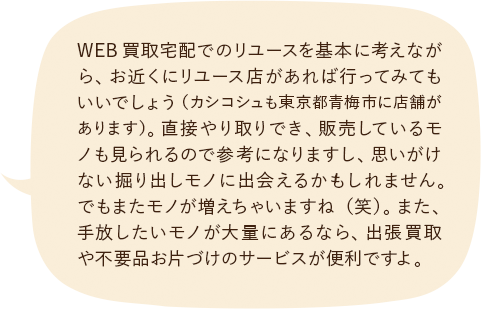 WEB 買取宅配でのリユースを基本に考えなが
ら、お近くにリユース店があれば行ってみても
いいでしょう（カシコシュも東京都青梅市に店舗が
あります）。直接やり取りでき、販売しているモ
ノも見られるので参考になりますし、思いがけ
ない掘り出しモノに出会えるかもしれません。
でもまたモノが増えちゃいますね（笑）。また、
手放したいモノが大量にあるなら、出張買取
や不要品お片づけのサービスが便利ですよ。